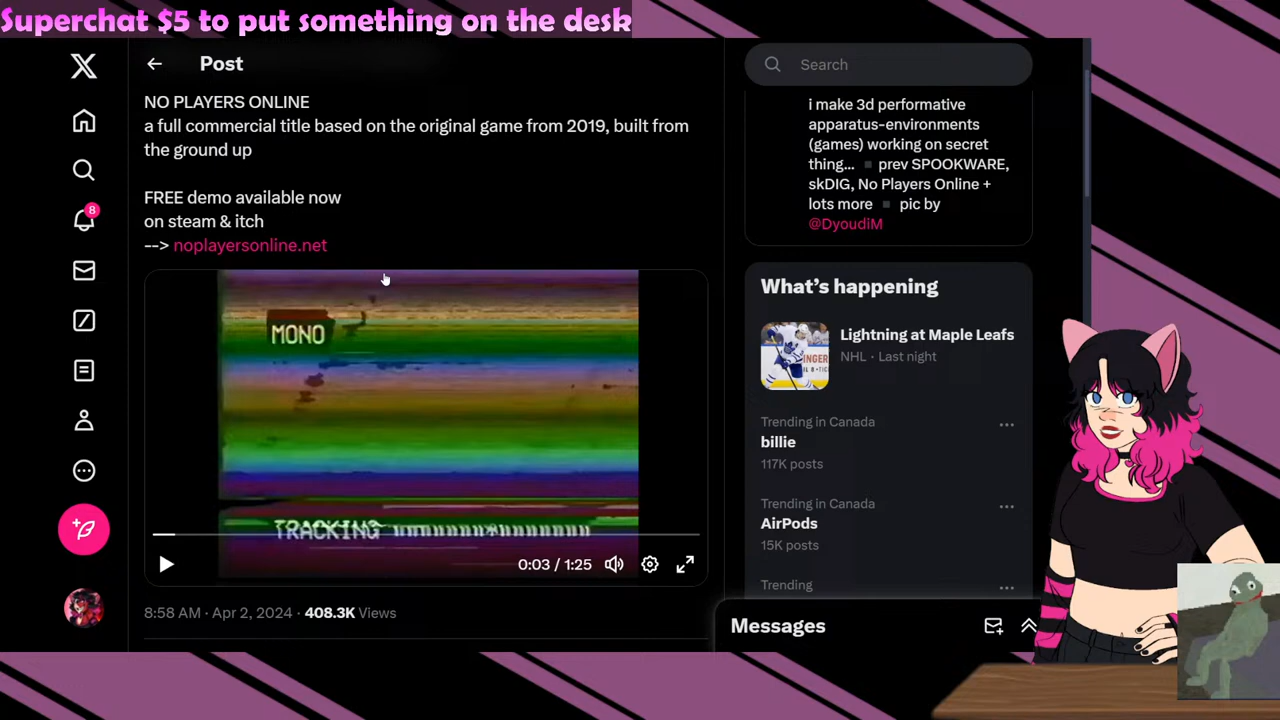 Superchat $5 to put something on the desk
Post
NO PLAYERS ONLINE
a full commercial title based on the original game from 2019, built from
the ground up
FREE demo available now
on steam & itch
--> noplayersonline.net
MONO
TRACKING
0:03 / 1:25
8:58 AM · Apr 2, 2024 · 408.3K Views
8
Search
i make 3d performative
apparatus-environments
(games) working on secret
thing... ◾ prev SPOOKWARE,
skDIG, No Players Online +
lots more ◾ pic by
@DyoudiM
What's happening
Lightning at Maple Leafs
NHL · Last night
Trending in Canada
billie
117K posts
Trending in Canada
AirPods
15K posts
Trending
Messages